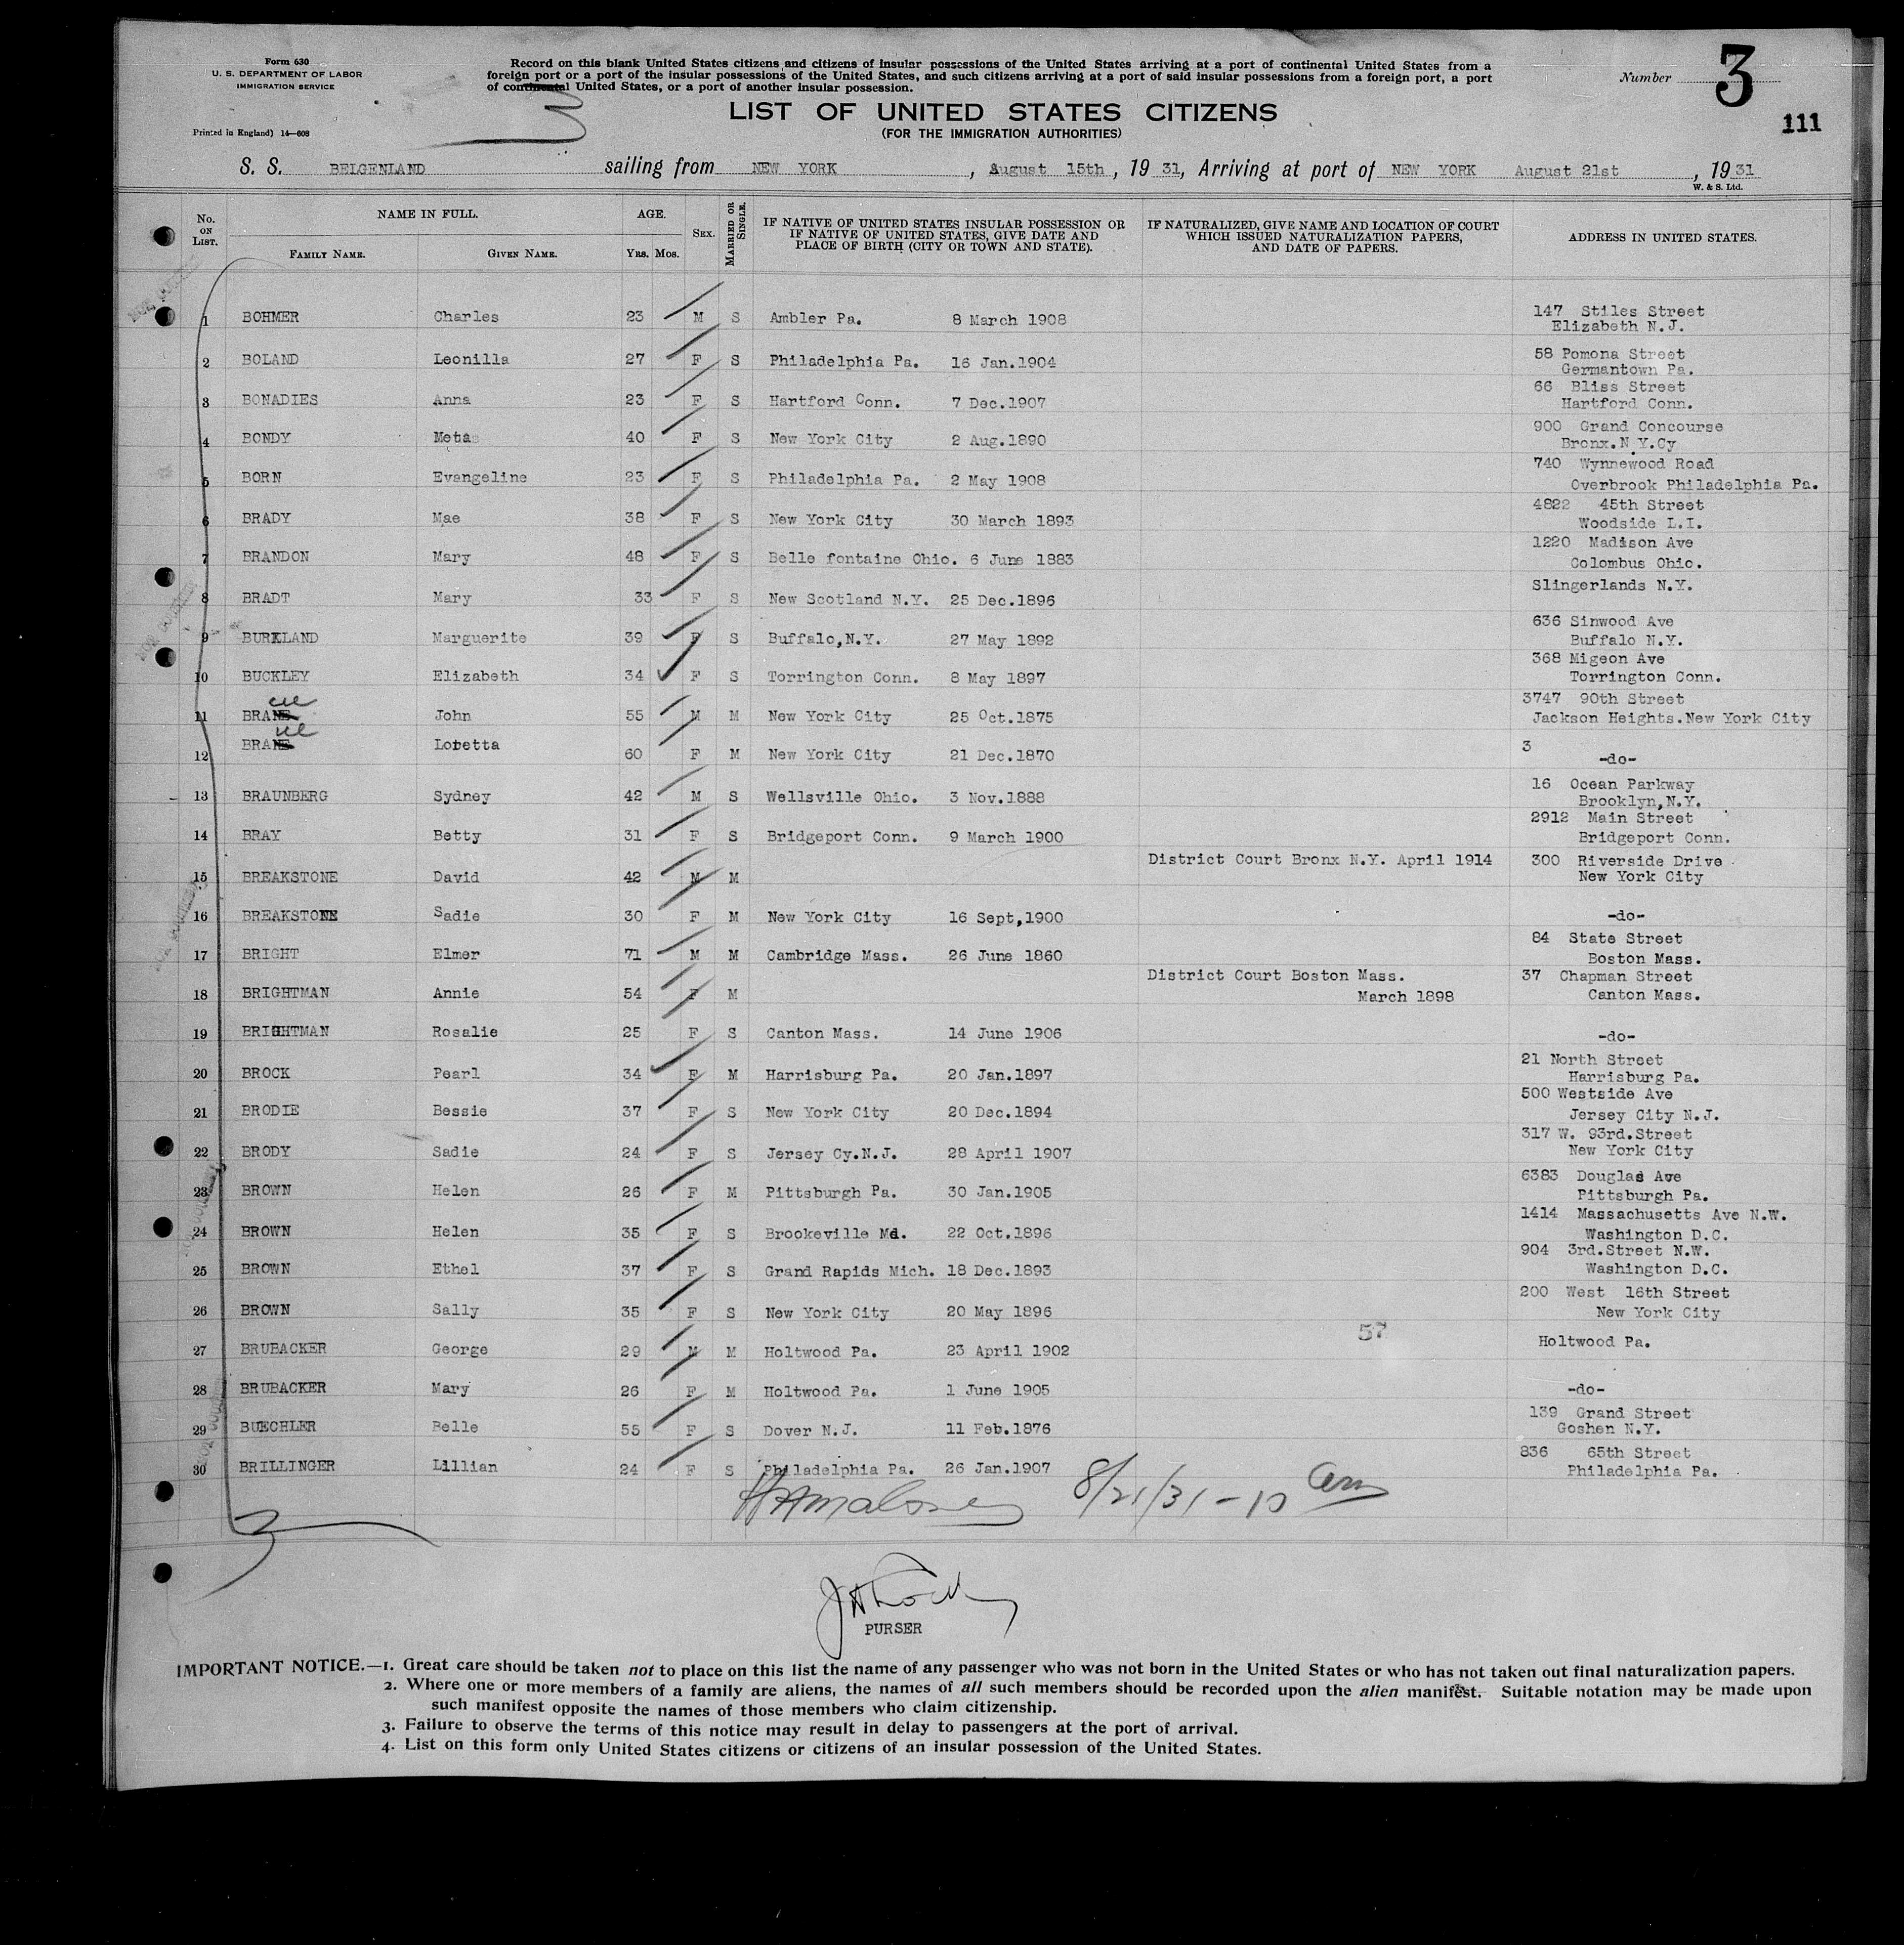 Form 630
U. S. DEPARTMENT OF LABOR
IMMIGRATION SERVICE
Printed in England) 14—608
Record on this blank United States citizens and citizens of insular possessions of the United States arriving at a port of continental United States from a
foreign port or a port of the insular possessions of the United States, and such citizens arriving at a port of said insular possessions from a foreign port, a port
of continental United States, or a port of another insular possession.
Number 3
111
3
LIST OF UNITED STATES CITIZENS
(FOR THE IMMIGRATION AUTHORITIES)
S. S. BELGENLAND sailing from NEW YORK, August 15th, 19 31, Arriving at port of NEW YORK August 21st, 19 31
W. & S. Ltd.
No. ON LIST. NAME IN FULL. FAMILY NAME. GIVEN NAME. AGE. YRS. MOS. SEX. MARRIED OR SINGLE. IF NATIVE OF UNITED STATES INSULAR POSSESSION OR IF NATIVE OF UNITED STATES, GIVE DATE AND PLACE OF BIRTH (CITY OR TOWN AND STATE). IF NATURALIZED, GIVE NAME AND LOCATION OF COURT WHICH ISSUED NATURALIZATION PAPERS, AND DATE OF PAPERS. ADDRESS IN UNITED STATES.
1 BOHMER Charles 23 M S Ambler Pa. 8 March 1908 147 Stiles Street
Elizabeth N.J.
2 BOLAND Leonilla 27 F S Philadelphia Pa. 16 Jan.1904 58 Pomona Street
Germantown Pa.
3 BONADIES Anna 23 F S Hartford Conn. 7 Dec.1907 66 Bliss Street
Hartford Conn.
4 BONDY Meta 40 F S New York City 2 Aug.1890 900 Grand Concourse
Bronx.N Y.Cy
5 BORN Evangeline 23 F S Philadelphia Pa. 2 May 1908 740 Wynnewood Road
Overbrook Philadelphia Pa.
6 BRADY Mae 38 F S New York City 30 March 1893 4822 45th Street
Woodside L.I.
7 BRANDON Mary 48 F S Belle fontaine Ohio. 6 June 1883 1220 Madison Ave
Colombus Ohio.
8 BRADT Mary 33 F S New Scotland N.Y. 25 Dec.1896 Slingerlands N.Y.
9 BURKLAND Marguerite 39 F S Buffalo,N.Y. 27 May 1892 636 Sinwood Ave
Buffalo N.Y.
10 BUCKLEY Elizabeth 34 F S Torrington Conn. 8 May 1897 368 Migeon Ave
Torrington Conn.
11 BRANE John 55 M M New York City 25 Oct.1875 3747 90th Street
Jackson Heights.New York City
12 BRANE Loretta 60 F M New York City 21 Dec.1870 3
-do-
13 BRAUNBERG Sydney 42 M S Wellsville Ohio. 3 Nov.1888 16 Ocean Parkway
Brooklyn,N.Y.
14 BRAY Betty 31 F S Bridgeport Conn. 9 March 1900 2912 Main Street
Bridgeport Conn.
15 BREAKSTONE David 42 M M District Court Bronx N.Y. April 1914 300 Riverside Drive
New York City
16 BREAKSTONE Sadie 30 F M New York City 16 Sept,1900 -do-
17 BRIGHT Elmer 71 M M Cambridge Mass. 26 June 1860 84 State Street
Boston Mass.
18 BRIGHTMAN Annie 54 F M District Court Boston Mass. March 1898 37 Chapman Street
Canton Mass.
19 BRIGHTMAN Rosalie 25 F S Canton Mass. 14 June 1906 -do-
20 BROCK Pearl 34 F M Harrisburg Pa. 20 Jan.1897 21 North Street
Harrisburg Pa.
21 BRODIE Bessie 37 F S New York City 20 Dec.1894 500 Westside Ave
Jersey City N.J.
22 BRODY Sadie 24 F S Jersey Cy.N.J. 28 April 1907 317 W. 93rd.Street
New York City
23 BROWN Helen 26 F M Pittsburgh Pa. 30 Jan.1905 6383 Douglas Ave
Pittsburgh Pa.
24 BROWN Helen 35 F S Brookeville Md. 22 Oct.1896 1414 Massachusetts Ave N.W.
Washington D.C.
25 BROWN Ethel 37 F S Grand Rapids Mich. 18 Dec.1893 904 3rd.Street N.W.
Washington D.C.
26 BROWN Sally 35 F S New York City 20 May 1896 200 West 16th Street
New York City
57
27 BRUBACKER George 29 M M Holtwood Pa. 23 April 1902 Holtwood Pa.
28 BRUBACKER Mary 26 F M Holtwood Pa. 1 June 1905 -do-
29 BUECHLER Belle 55 F S Dover N.J. 11 Feb.1876 139 Grand Street
Goshen N.Y.
30 BRILLINGER Lillian 24 F S Philadelphia Pa. 26 Jan.1907 836 65th Street
Philadelphia Pa.
8/21/31-10 am
PURSER
IMPORTANT NOTICE.—1. Great care should be taken not to place on this list the name of any passenger who was not born in the United States or who has not taken out final naturalization papers.
2. Where one or more members of a family are aliens, the names of all such members should be recorded upon the alien manifest. Suitable notation may be made upon
such manifest opposite the names of those members who claim citizenship.
3. Failure to observe the terms of this notice may result in delay to passengers at the port of arrival.
4. List on this form only United States citizens or citizens of an insular possession of the United States.